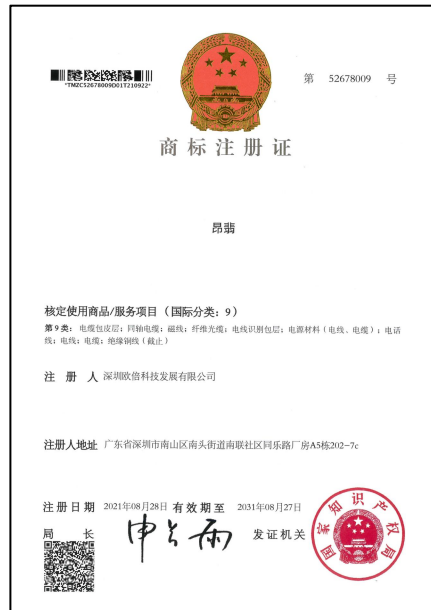 *TMZC52678009D01T210922*
第 52678009 号
商标注册证
昂翡
核定使用商品/服务项目（国际分类：9）
第9类：电缆包皮层；同轴电缆；磁线；纤维光缆；电线识别包层；电源材料（电线、电缆）；电话
线；电线；电缆；绝缘铜线（截止）
注 册 人 深圳欧倍科技发展有限公司
注册人地址 广东省深圳市南山区南头街道南联社区同乐路厂房A5栋202-7c
注册日期 2021年08月28日 有效期至 2031年08月27日
局 长 申长雨 发证机关
国家知识产权局